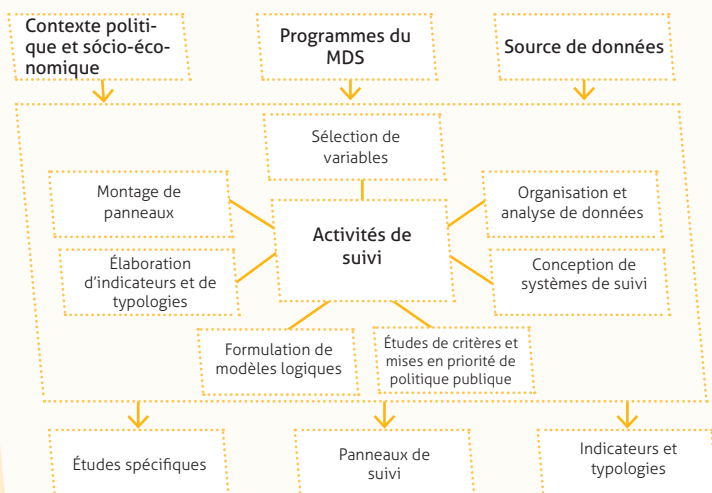 Contexte politi-
que et sócio-éco-
nomique
Programmes du
MDS
Source de données
Sélection de
variables
Montage de
panneaux
Organisation et
analyse de données
Activités de
suivi
Élaboration
d'indicateurs et de
typologies
Conception de
systèmes de suivi
Formulation de
modèles logiques
Études de critères et
mises en priorité de
politique publique
Études spécifiques
Panneaux de
suivi
Indicateurs et
typologies